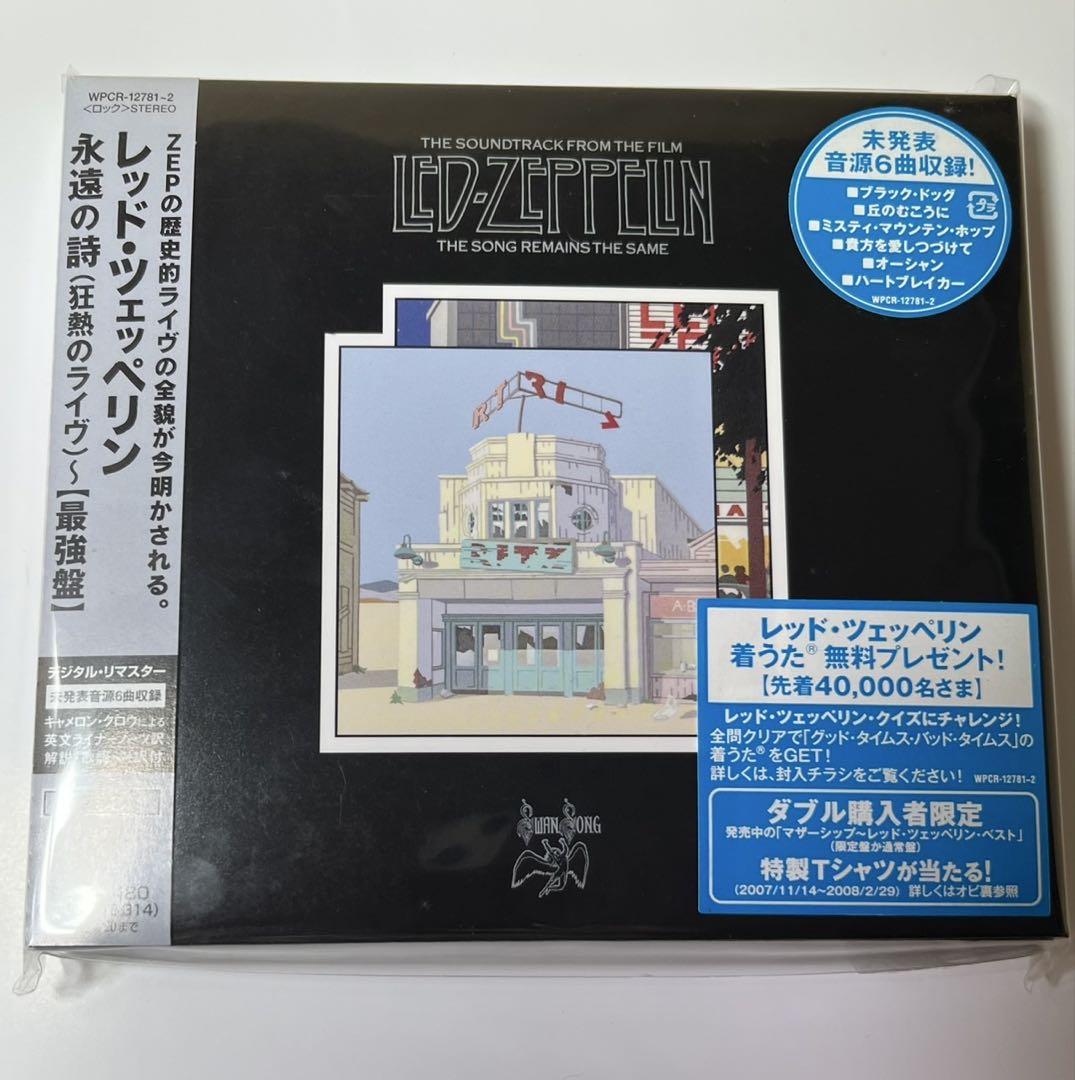 WPCR-12781~2
〈ロック〉STEREO
ZEPの歴史的ライヴの全貌が今明かされる。
レッド・ツェッペリン
永遠の詩(狂熱のライヴ)~【最強盤】
デジタル・リマスター
未発表音源6曲収録
キャメロン・クロウによる
英文ライナーノーツ訳
THE SOUNDTRACK FROM THE FILM
LED-ZEPPELIN
THE SONG REMAINS THE SAME
未発表
音源6曲収録!
■ブラック・ドッグ
■丘のむこうに
プラ
■ミスティ・マウンテン・ホップ
■貴方を愛しつづけて
■オーシャン
■ハートブレイカー
WPCR-12781~2
RITZ
SWAN SONG
レッド・ツェッペリン
着うた® 無料プレゼント!
【先着40,000名さま】
レッド・ツェッペリン・クイズにチャレンジ!
全問クリアで「グッド・タイムス・バッド・タイムス」の
着うた®をGET!
詳しくは、封入チラシをご覧ください! WPCR-12781~2
ダブル購入者限定
発売中の「マザーシップ~レッド・ツェッペリン・ベスト」
(限定盤か通常盤)
特製Tシャツが当たる!
(2007/11/14~2008/2/29) 詳しくはオビ裏参照